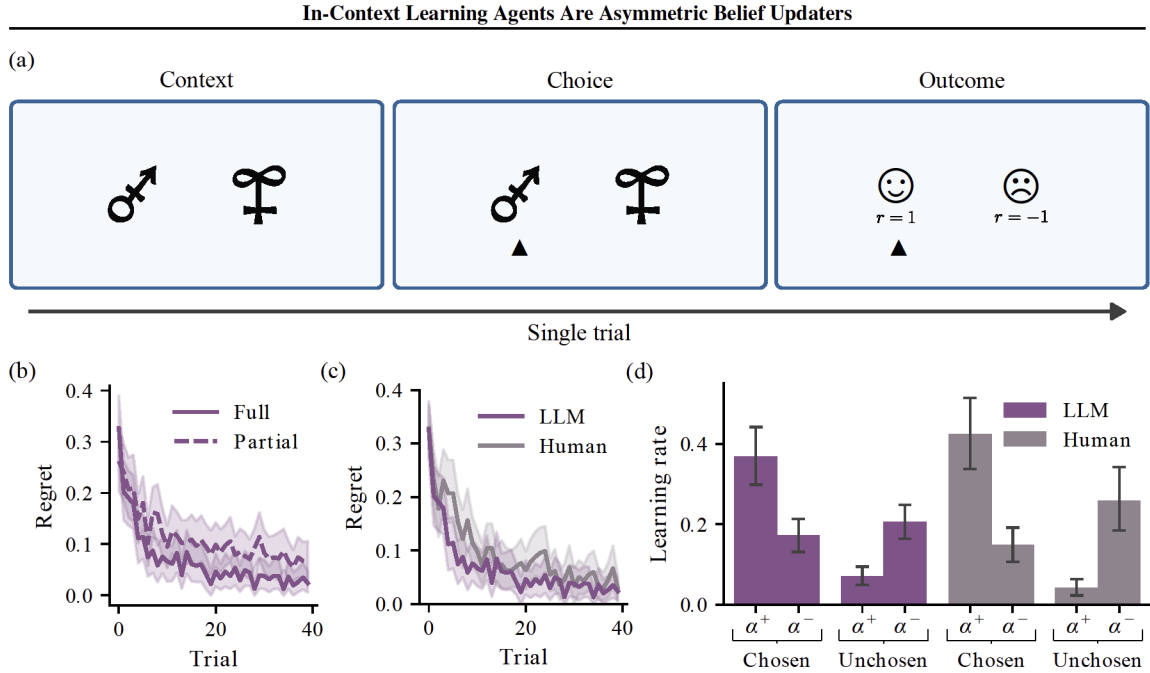 In-Context Learning Agents Are Asymmetric Belief Updaters
(a)
Context
Choice
Outcome
r = 1
r = −1
Single trial
(b)
Regret
0.4
0.3
0.2
0.1
0.0
0
20
40
Trial
Full
Partial
(c)
Regret
0.4
0.3
0.2
0.1
0.0
0
20
40
Trial
LLM
Human
(d)
Learning rate
0.4
0.2
0.0
LLM
Human
α⁺ α⁻ α⁺ α⁻ α⁺ α⁻ α⁺ α⁻
Chosen Unchosen Chosen Unchosen